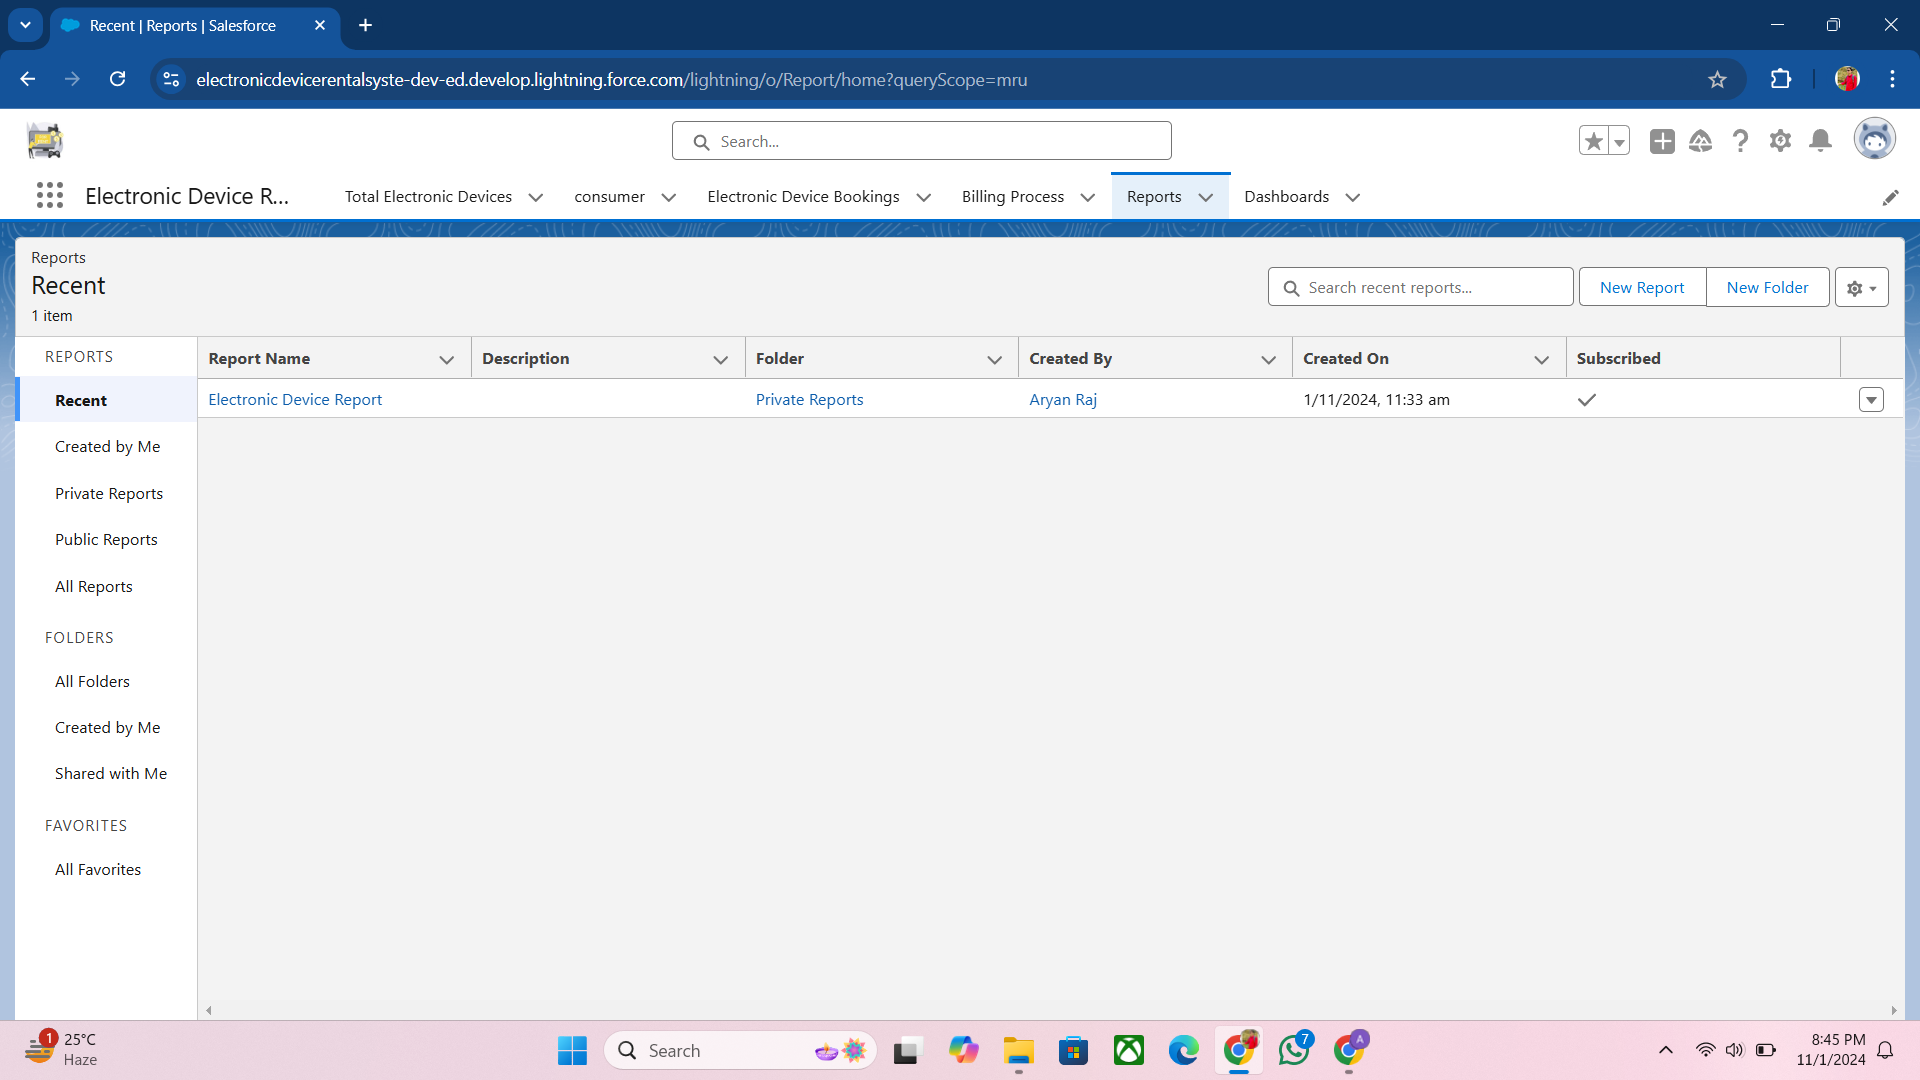 Recent | Reports | Salesforce
electronicdevicerentalsyste-dev-ed.develop.lightning.force.com/lightning/o/Report/home?queryScope=mru
Search...
Electronic Device R...
Total Electronic Devices
consumer
Electronic Device Bookings
Billing Process
Reports
Dashboards
Reports
Recent
1 item
Search recent reports...
New Report
New Folder
REPORTS
Recent
Created by Me
Private Reports
Public Reports
All Reports
FOLDERS
All Folders
Created by Me
Shared with Me
FAVORITES
All Favorites
Report Name
Description
Folder
Created By
Created On
Subscribed
Electronic Device Report
Private Reports
Aryan Raj
1/11/2024, 11:33 am
1
25°C
Haze
Search
7
A
8:45 PM
11/1/2024